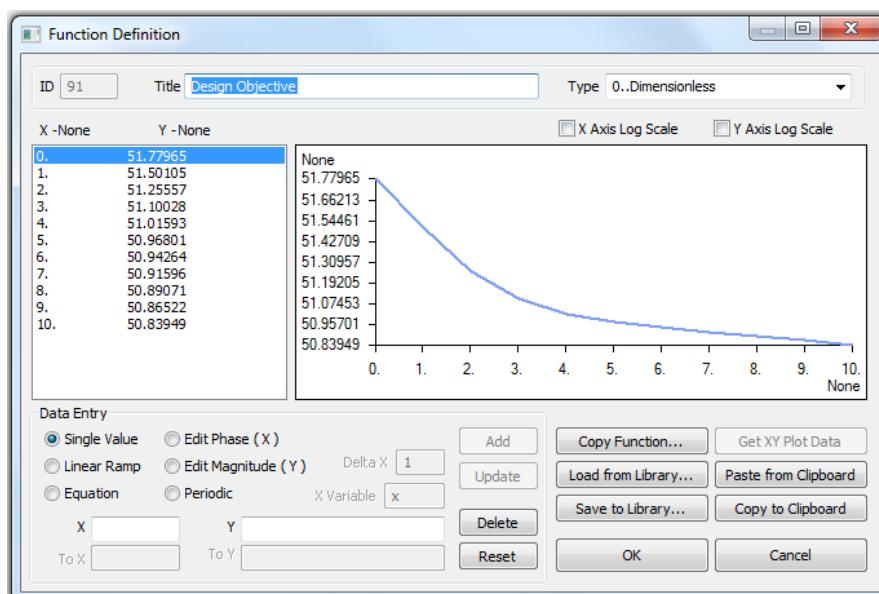 Function Definition
ID 91 Title Design Objective Type 0..Dimensionless
X -None Y -None X Axis Log Scale Y Axis Log Scale
0. 51.77965
1. 51.50105
2. 51.25557
3. 51.10028
4. 51.01593
5. 50.96801
6. 50.94264
7. 50.91596
8. 50.89071
9. 50.86522
10. 50.83949
None
51.77965
51.66213
51.54461
51.42709
51.30957
51.19205
51.07453
50.95701
50.83949
0. 1. 2. 3. 4. 5. 6. 7. 8. 9. 10.
None
Data Entry
Single Value Edit Phase ( X )
Linear Ramp Edit Magnitude ( Y ) Delta X 1
Equation Periodic X Variable x
X Y
To X To Y
Add
Update
Delete
Reset
Copy Function... Get XY Plot Data
Load from Library... Paste from Clipboard
Save to Library... Copy to Clipboard
OK Cancel